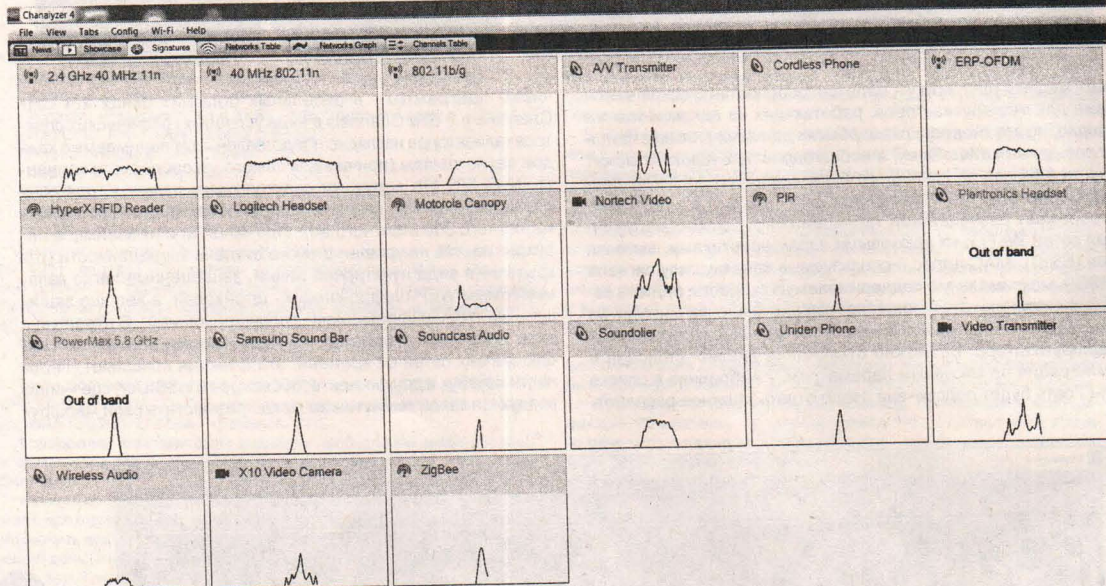 Chanalyzer 4
File View Tabs Config Wi-Fi Help
News Showcase Signatures Networks Table Networks Graph Channels Table
2.4 GHz 40 MHz 11n
40 MHz 802.11n
802.11b/g
A/V Transmitter
Cordless Phone
ERP-OFDM
HyperX RFID Reader
Logitech Headset
Motorola Canopy
Nortech Video
PIR
Plantronics Headset
Out of band
PowerMax 5.8 GHz
Samsung Sound Bar
Soundcast Audio
Soundolier
Uniden Phone
Video Transmitter
Out of band
Wireless Audio
X10 Video Camera
ZigBee